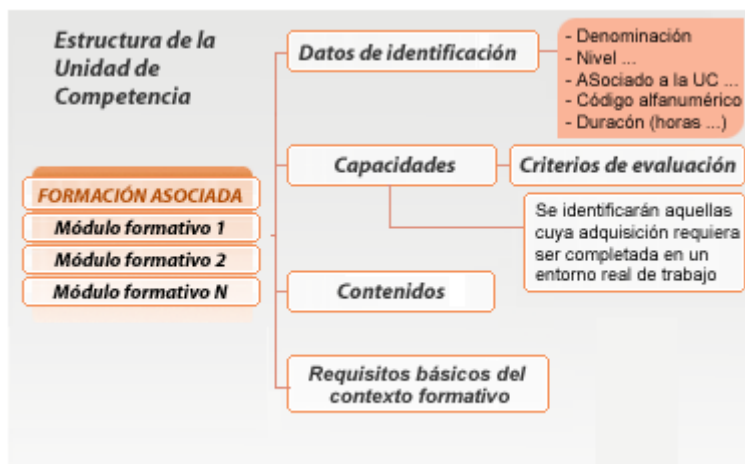 Estructura de la
Unidad de
Competencia
FORMACIÓN ASOCIADA
Módulo formativo 1
Módulo formativo 2
Módulo formativo N
Datos de identificación
- Denominación
- Nivel ...
- ASociado a la UC ...
- Código alfanumérico
- Duracón (horas ...)
Capacidades
Criterios de evaluación
Se identificarán aquellas
cuya adquisición requiera
ser completada en un
entorno real de trabajo
Contenidos
Requisitos básicos del
contexto formativo